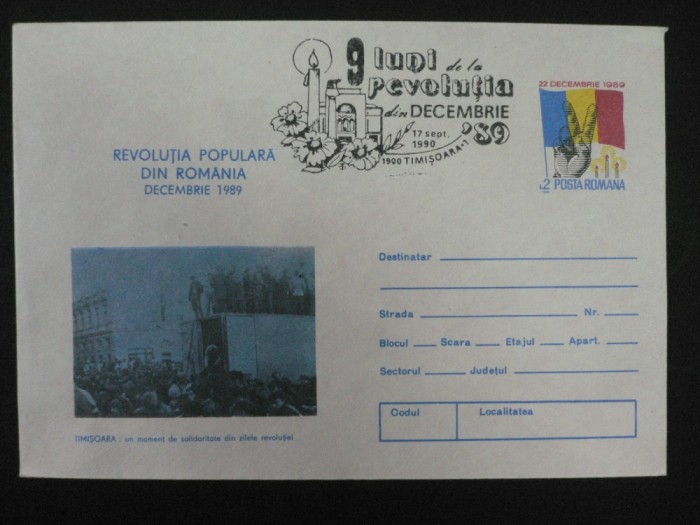 9 luni de la
revoluția
din DECEMBRIE
'89
17 sept.
1990
1900 TIMIȘOARA-1
22 DECEMBRIE 1989
2 POSTA ROMANA
REVOLUȚIA POPULARĂ
DIN ROMÂNIA
DECEMBRIE 1989
TIMIȘOARA: un moment de solidaritate din zilele revoluției
Destinatar
Strada Nr.
Blocul Scara Etajul Apart.
Sectorul Județul
Codul Localitatea